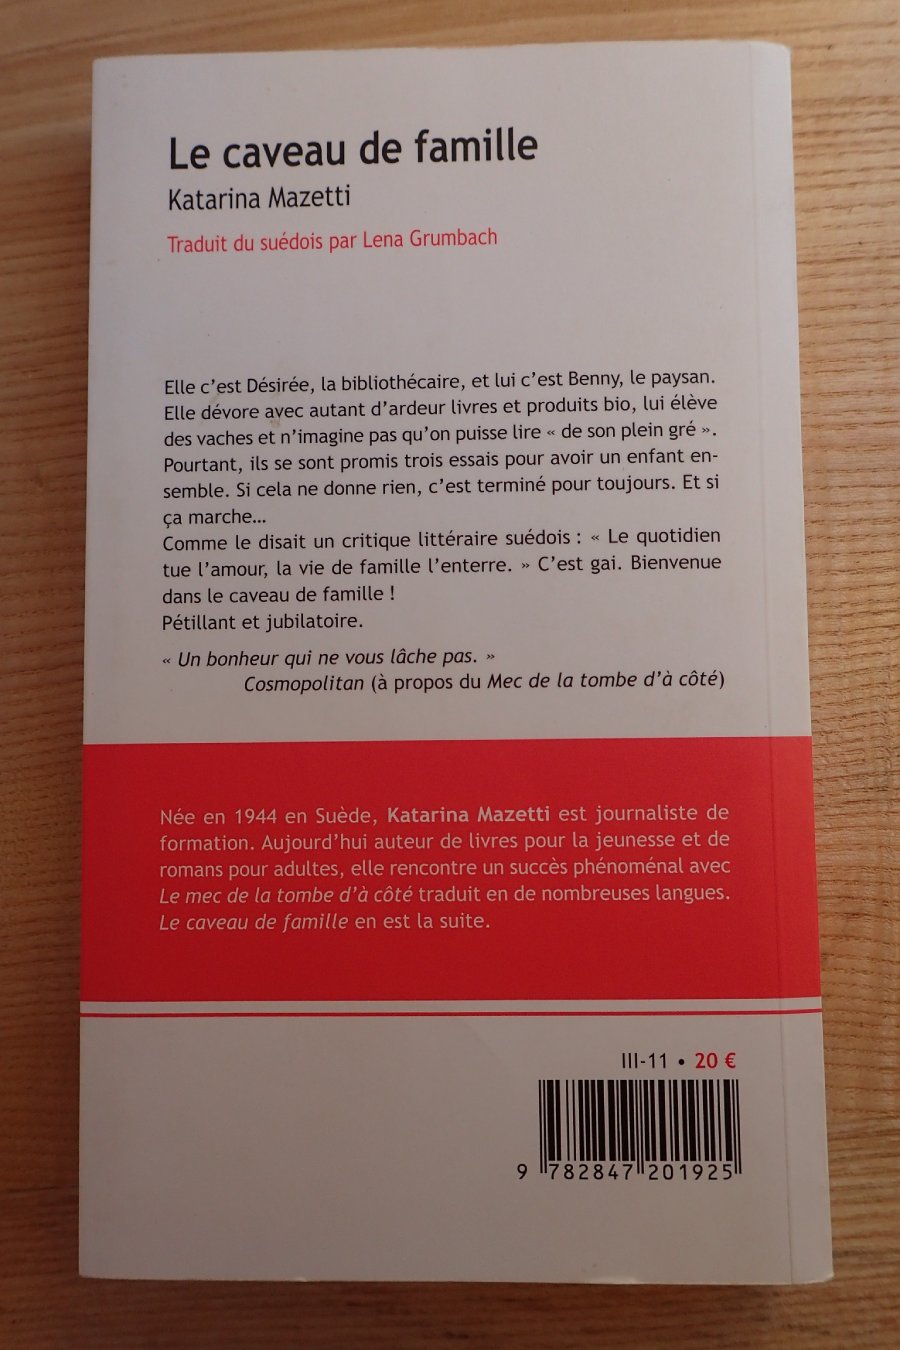 Le caveau de famille
Katarina Mazetti
Traduit du suédois par Lena Grumbach
Elle c'est Désirée, la bibliothécaire, et lui c'est Benny, le paysan.
Elle dévore avec autant d'ardeur livres et produits bio, lui élève
des vaches et n'imagine pas qu'on puisse lire « de son plein gré ».
Pourtant, ils se sont promis trois essais pour avoir un enfant en-
semble. Si cela ne donne rien, c'est terminé pour toujours. Et si
ça marche…
Comme le disait un critique littéraire suédois : « Le quotidien
tue l'amour, la vie de famille l'enterre. » C'est gai. Bienvenue
dans le caveau de famille !
Pétillant et jubilatoire.
« Un bonheur qui ne vous lâche pas. »
Cosmopolitan (à propos du Mec de la tombe d'à côté)
Née en 1944 en Suède, Katarina Mazetti est journaliste de
formation. Aujourd'hui auteur de livres pour la jeunesse et de
romans pour adultes, elle rencontre un succès phénoménal avec
Le mec de la tombe d'à côté traduit en de nombreuses langues.
Le caveau de famille en est la suite.
III-11 • 20 €
9 782847 201925